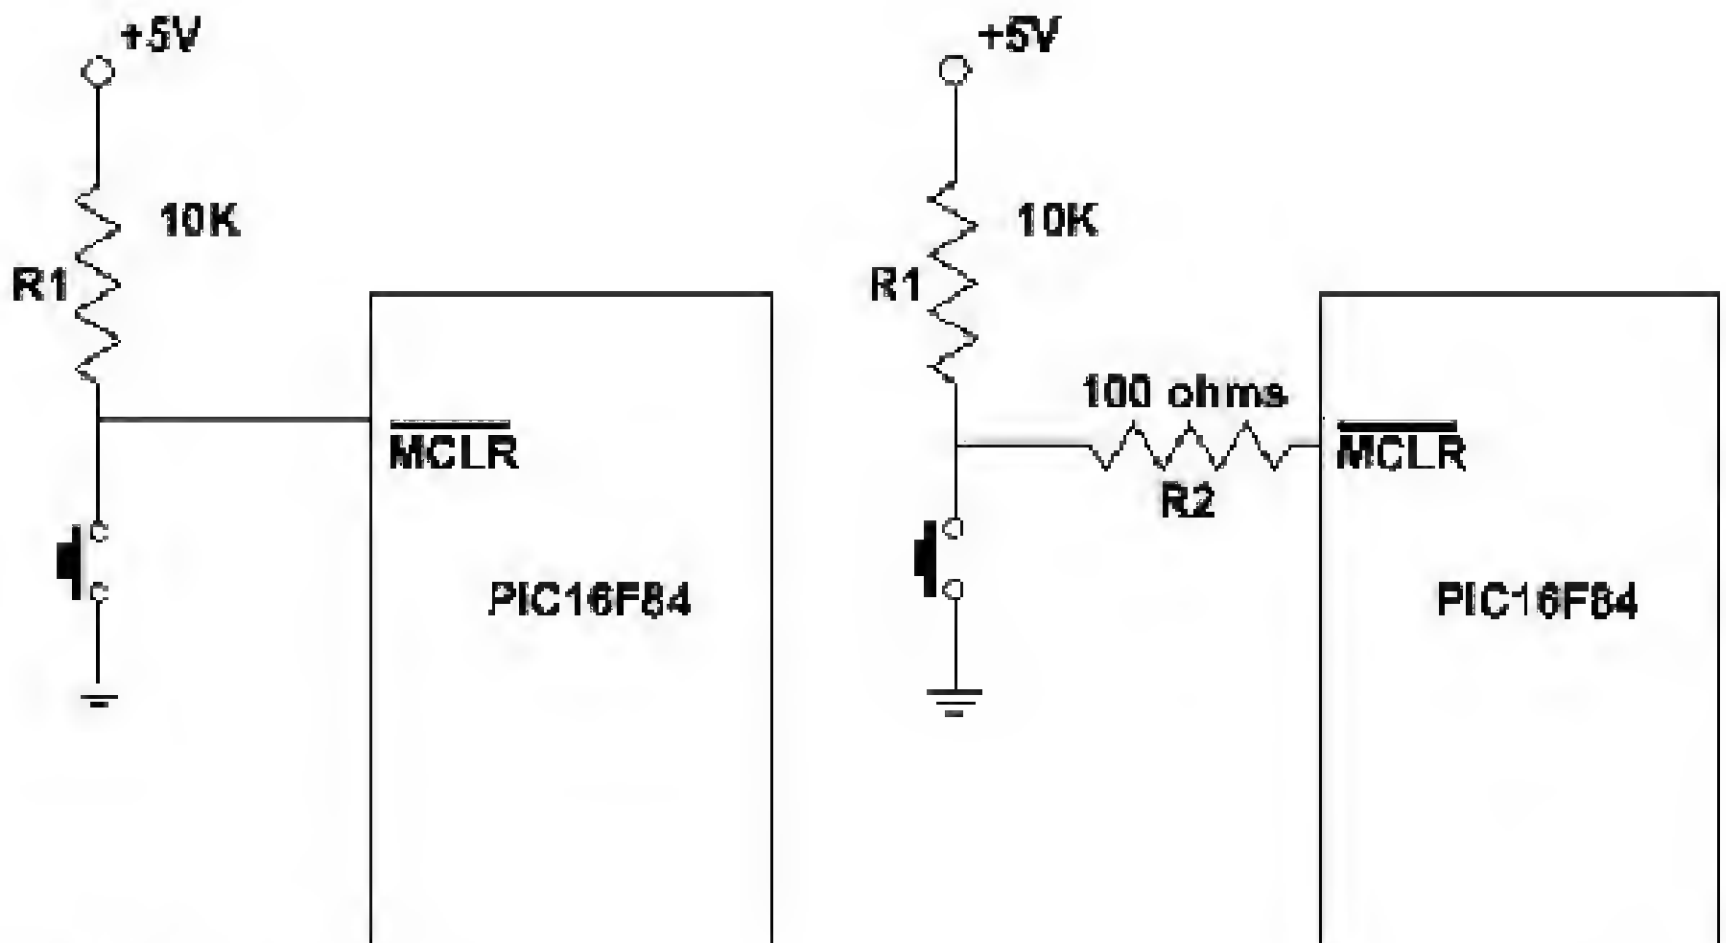 +5V
10K
R1
MCLR
PIC16F84
+5V
10K
R1
100 ohms
R2
MCLR
PIC16F84